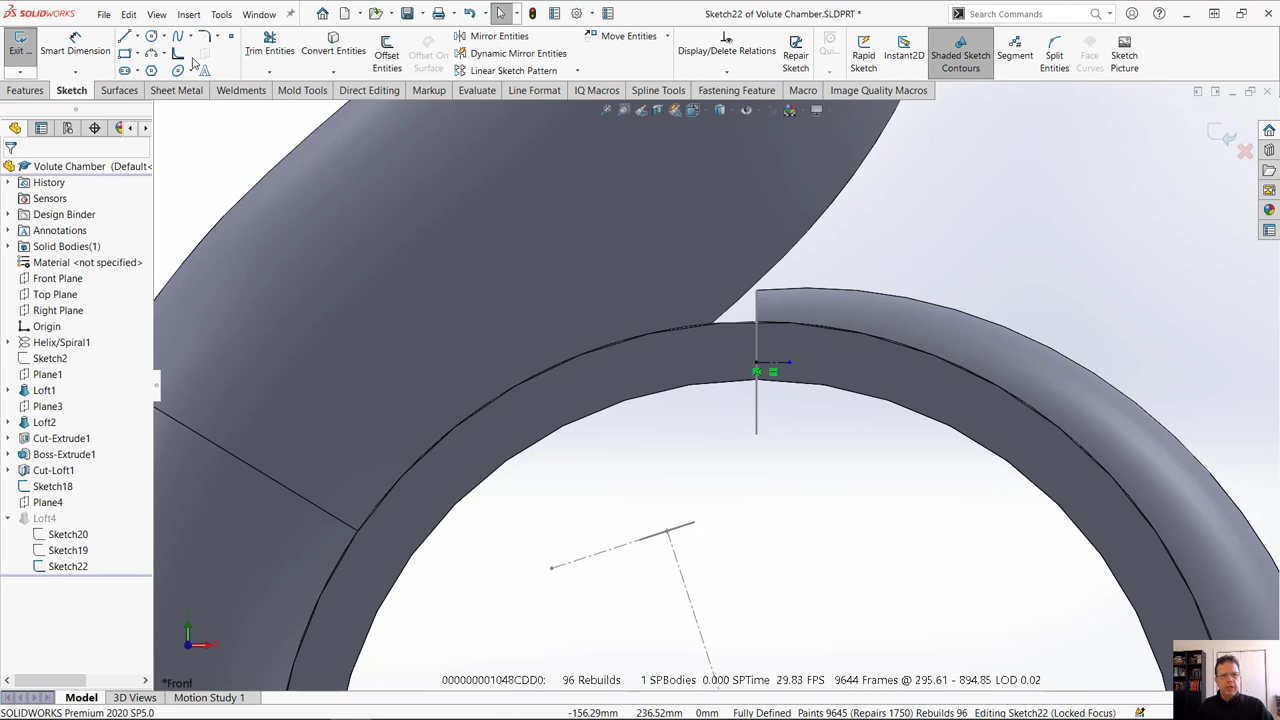 SOLIDWORKS
File
Edit
View
Insert
Tools
Window
Sketch22 of Volute Chamber.SLDPRT *
Search Commands
Exit ...
Smart Dimension
Trim Entities
Convert Entities
Offset
Entities
Offset On
Surface
Mirror Entities
Dynamic Mirror Entities
Linear Sketch Pattern
Move Entities
Display/Delete Relations
Repair
Sketch
Qui...
Rapid
Sketch
Instant2D
Shaded Sketch
Contours
Segment
Split
Entities
Face
Curves
Sketch
Picture
Features
Sketch
Surfaces
Sheet Metal
Weldments
Mold Tools
Direct Editing
Markup
Evaluate
Line Format
IQ Macros
Spline Tools
Fastening Feature
Macro
Image Quality Macros
Volute Chamber (Default<
History
Sensors
Design Binder
Annotations
Solid Bodies(1)
Material <not specified>
Front Plane
Top Plane
Right Plane
Origin
Helix/Spiral1
Sketch2
Plane1
Loft1
Plane3
Loft2
Cut-Extrude1
Boss-Extrude1
Cut-Loft1
Sketch18
Plane4
Loft4
Sketch20
Sketch19
Sketch22
*Front
96 Rebuilds
1 SPBodies
0.000 SPTime
29.83 FPS
9644 Frames @ 295.61 - 894.85 LOD 0.02
Model
3D Views
Motion Study 1
SOLIDWORKS Premium 2020 SP5.0
-156.29mm
236.52mm
0mm
Fully Defined
Paints 9645 (Repairs 1750) Rebuilds 96
Editing Sketch22 (Locked Focus)